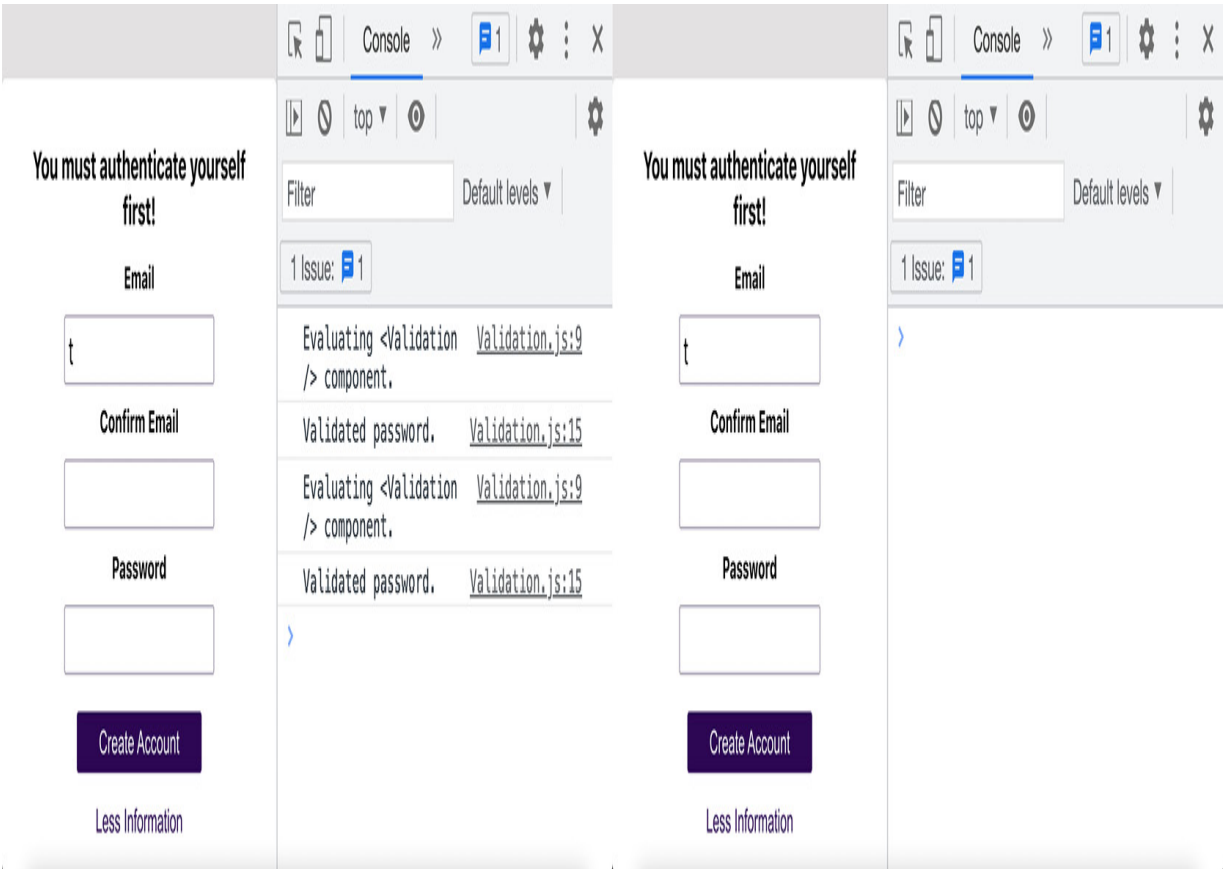 Console » 1
top ▼
You must authenticate yourself
first!
Filter Default levels ▼
Email
1 Issue: 1
t
Evaluating <Validation Validation.js:9
/> component.
Confirm Email
Validated password. Validation.js:15
Evaluating <Validation Validation.js:9
/> component.
Password
Validated password. Validation.js:15
>
Create Account
Less Information
Console » 1
top ▼
You must authenticate yourself
first!
Filter Default levels ▼
Email
1 Issue: 1
t
>
Confirm Email
Password
Create Account
Less Information